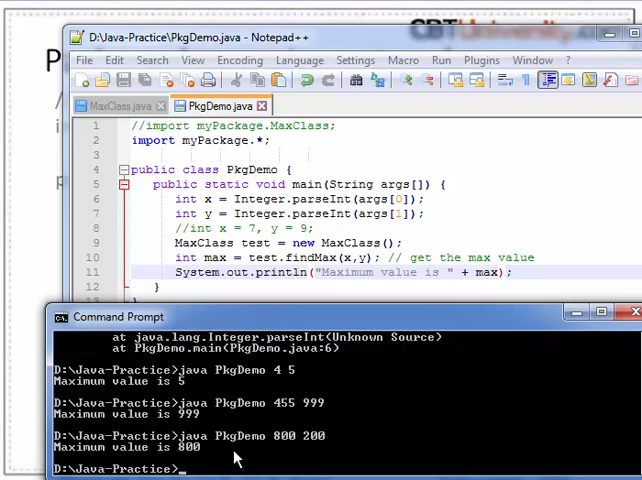 CBTUniversity.com
D:\Java-Practice\PkgDemo.java - Notepad++
File Edit Search View Encoding Language Settings Macro Run Plugins Window ?
MaxClass.java PkgDemo.java
1 //import myPackage.MaxClass;
2 import myPackage.*;
3
4 public class PkgDemo {
5 public static void main(String args[]) {
6 int x = Integer.parseInt(args[0]);
7 int y = Integer.parseInt(args[1]);
8 //int x = 7, y = 9;
9 MaxClass test = new MaxClass();
10 int max = test.findMax(x,y); // get the max value
11 System.out.println("Maximum value is " + max);
12 }
Command Prompt
at java.lang.Integer.parseInt(Unknown Source)
at PkgDemo.main(PkgDemo.java:6)
D:\Java-Practice>java PkgDemo 4 5
Maximum value is 5
D:\Java-Practice>java PkgDemo 455 999
Maximum value is 999
D:\Java-Practice>java PkgDemo 800 200
Maximum value is 800
D:\Java-Practice>_